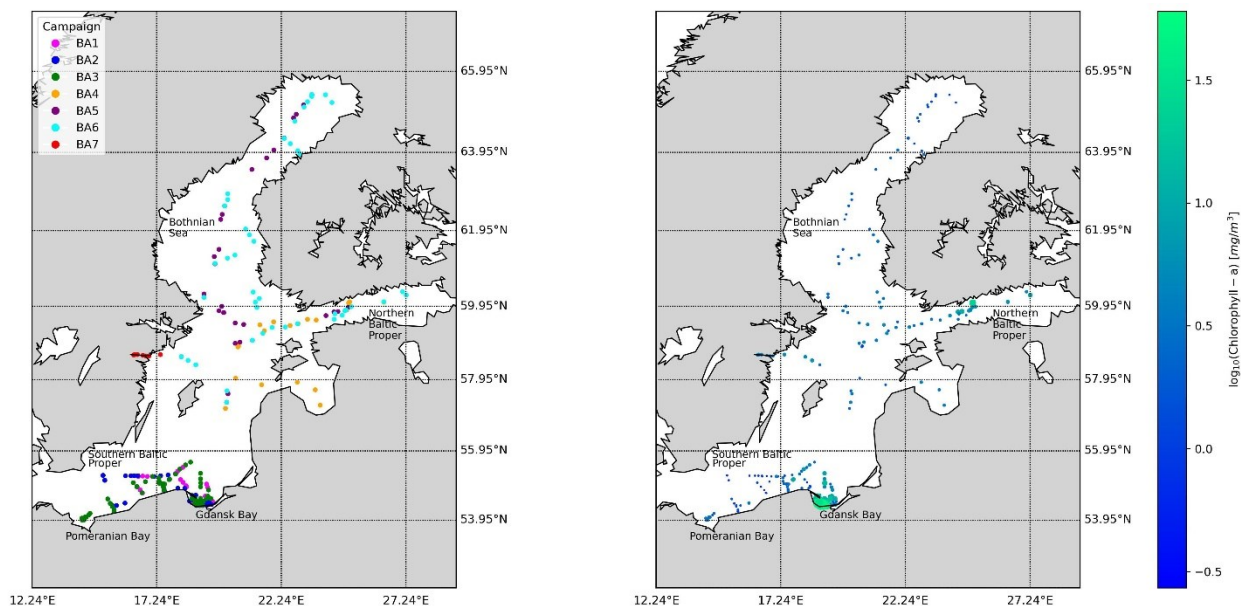 Campaign
BA1
BA2
BA3
BA4
BA5
BA6
BA7
65.95°N
63.95°N
Bothnian
Sea
61.95°N
59.95°N
Northern
Baltic
Proper
57.95°N
55.95°N
Southern Baltic
Proper
53.95°N
Gdansk Bay
Pomeranian Bay
12.24°E
17.24°E
22.24°E
27.24°E
65.95°N
63.95°N
Bothnian
Sea
61.95°N
59.95°N
Northern
Baltic
Proper
57.95°N
55.95°N
Southern Baltic
Proper
53.95°N
Gdansk Bay
Pomeranian Bay
12.24°E
17.24°E
22.24°E
27.24°E
1.5
1.0
0.5
0.0
−0.5
log₁₀(Chlorophyll − a) [mg/m³]